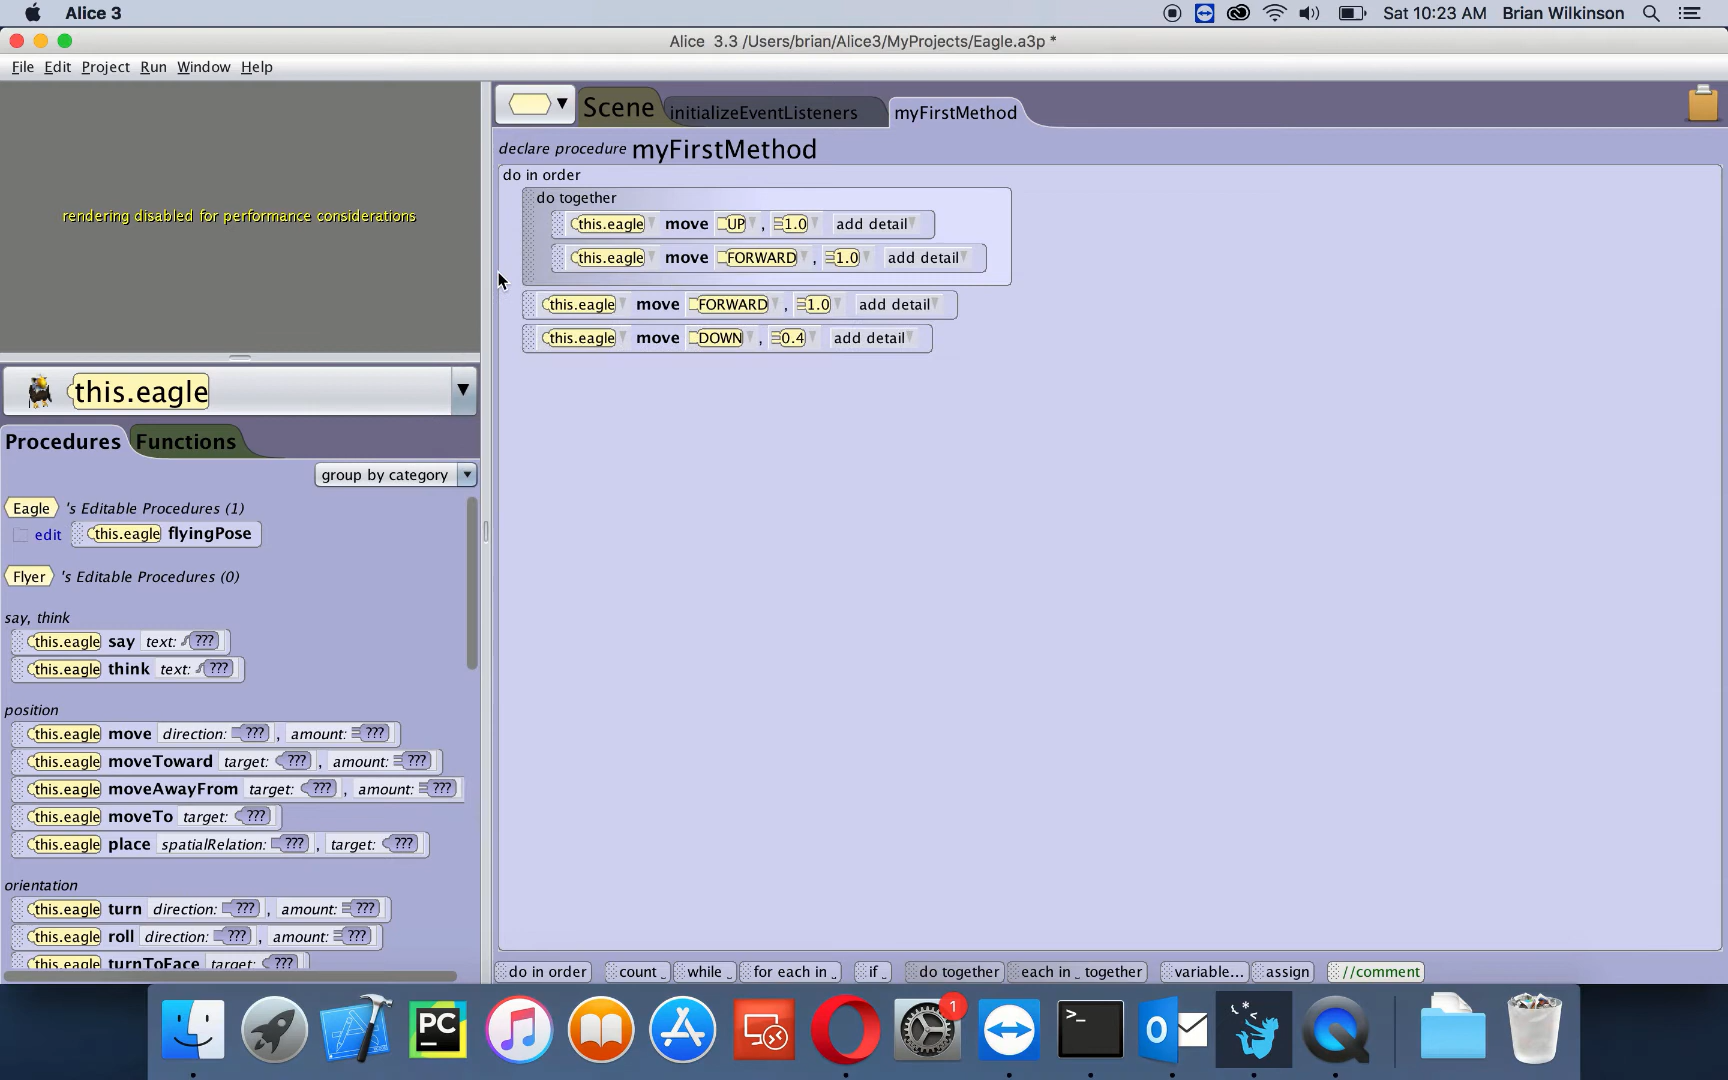 Alice 3
Sat 10:23 AM Brian Wilkinson
Alice 3.3 /Users/brian/Alice3/MyProjects/Eagle.a3p *
File Edit Project Run Window Help
rendering disabled for performance considerations
Scene initializeEventListeners myFirstMethod
declare procedure myFirstMethod
do in order
do together
this.eagle move UP , 1.0 add detail
this.eagle move FORWARD , 1.0 add detail
this.eagle move FORWARD , 1.0 add detail
this.eagle move DOWN , 0.4 add detail
this.eagle
Procedures Functions
group by category
Eagle 's Editable Procedures (1)
edit this.eagle flyingPose
Flyer 's Editable Procedures (0)
say, think
this.eagle say text: ???
this.eagle think text: ???
position
this.eagle move direction: ??? , amount: ???
this.eagle moveToward target: ??? , amount: ???
this.eagle moveAwayFrom target: ??? , amount: ???
this.eagle moveTo target: ???
this.eagle place spatialRelation: ??? , target: ???
orientation
this.eagle turn direction: ??? , amount: ???
this.eagle roll direction: ??? , amount: ???
this.eagle turnToFace target: ???
do in order count _ while _ for each in _ if _ do together each in _ together variable... assign //comment
PC
1
>_
O